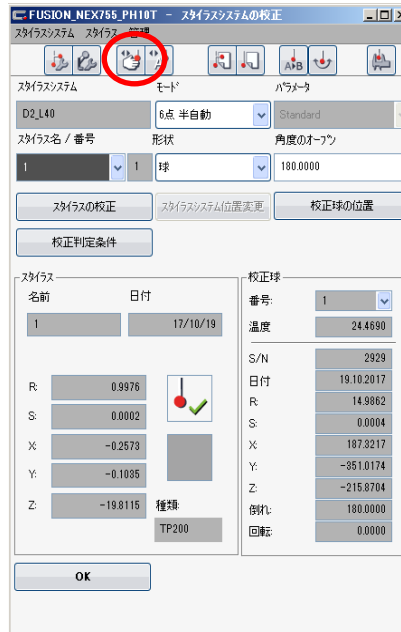 FUSION_NEX755_PH10T - スタイラスシステムの校正
スタイラスシステム スタイラス 管理
スタイラスシステム モード パラメータ
D2_L40 6点 半自動 Standard
スタイラス名 / 番号 形状 角度のオープン
1 1 球 180.0000
スタイラスの校正 スタイラスシステム位置変更 校正球の位置
校正判定条件
スタイラス
名前 日付
1 17/10/19
R: 0.9976
S: 0.0002
X: -0.2573
Y: -0.1035
Z: -19.8115 種類:
TP200
校正球
番号: 1
温度 24.4690
S/N 2929
日付 19.10.2017
R: 14.9862
S: 0.0004
X: 187.3217
Y: -351.0174
Z: -215.8704
倒れ: 180.0000
回転: 0.0000
OK